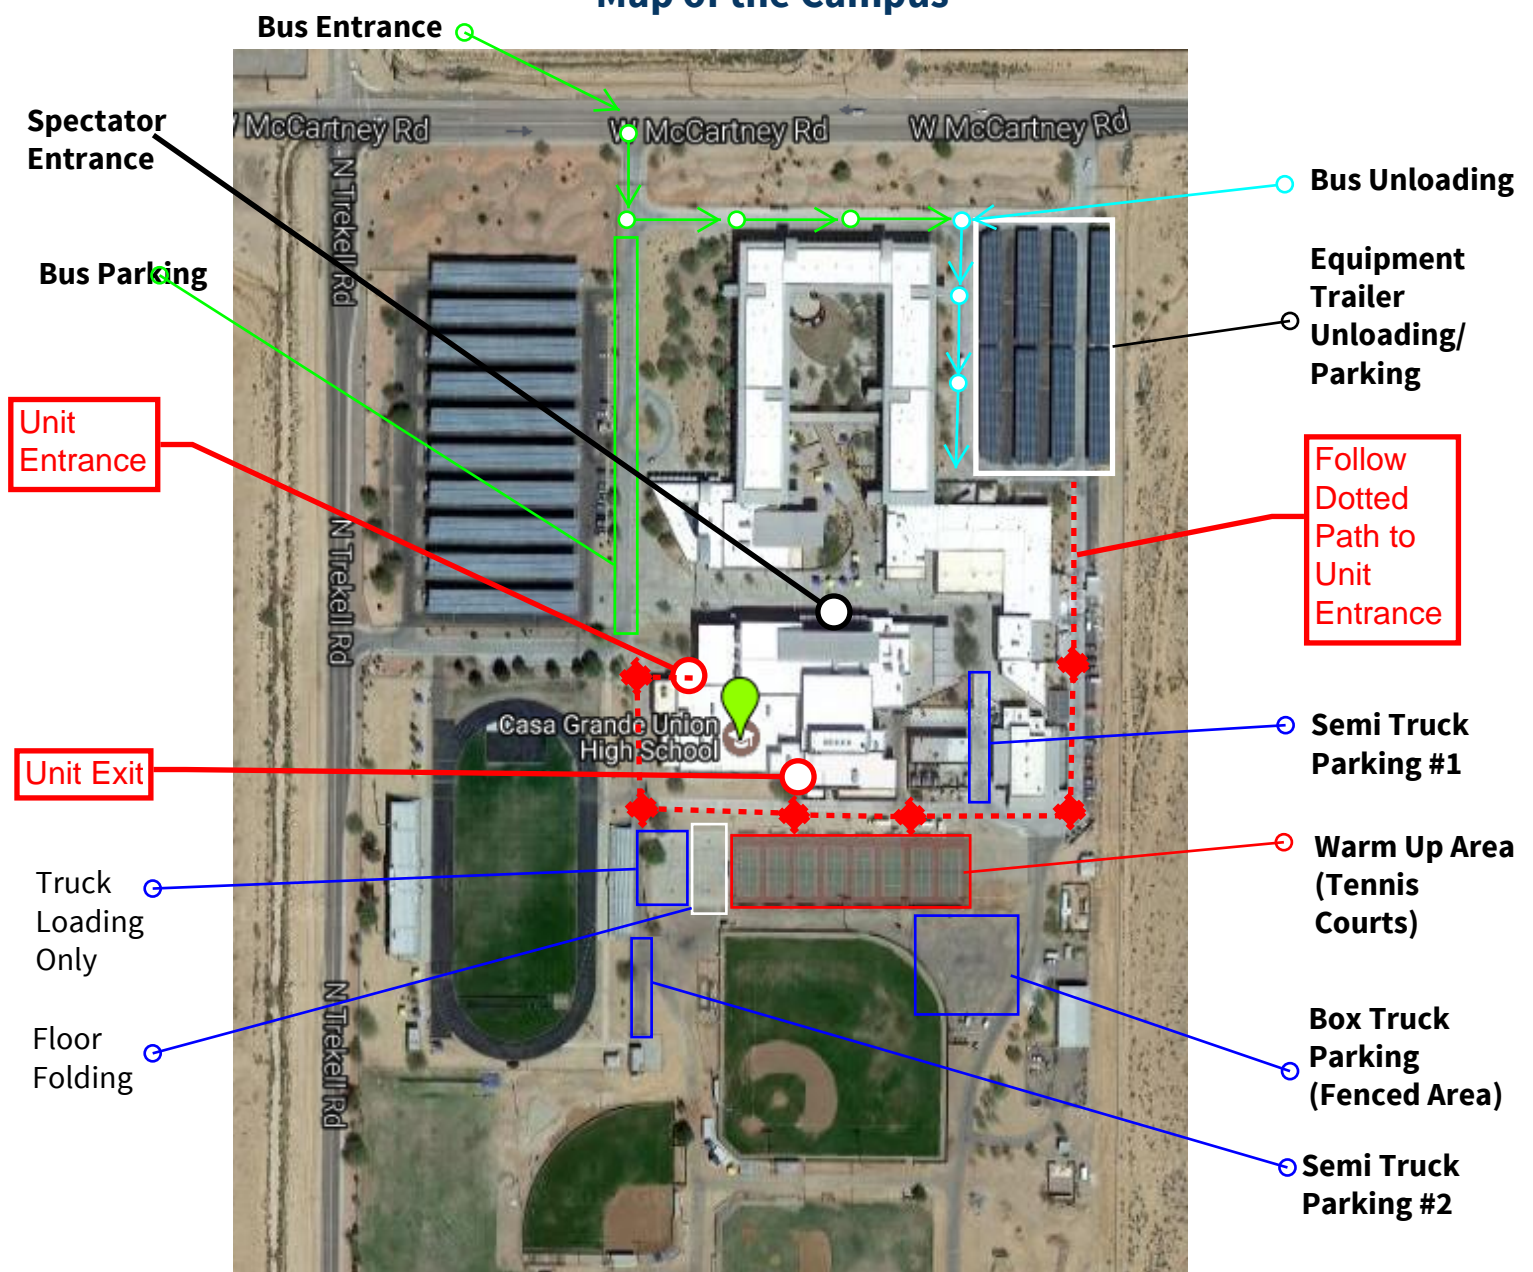 Map of the Campus
Bus Entrance
Spectator
Entrance
W McCartney Rd
W McCartney Rd
W McCartney Rd
N Trekell Rd
Bus Unloading
Bus Parking
Equipment
Trailer
Unloading/
Parking
Unit
Entrance
Follow
Dotted
Path to
Unit
Entrance
N Trekell Rd
Casa Grande Union
High School
Unit Exit
Semi Truck
Parking #1
Warm Up Area
(Tennis
Courts)
Truck
Loading
Only
N Trekell Rd
Floor
Folding
Box Truck
Parking
(Fenced Area)
Semi Truck
Parking #2